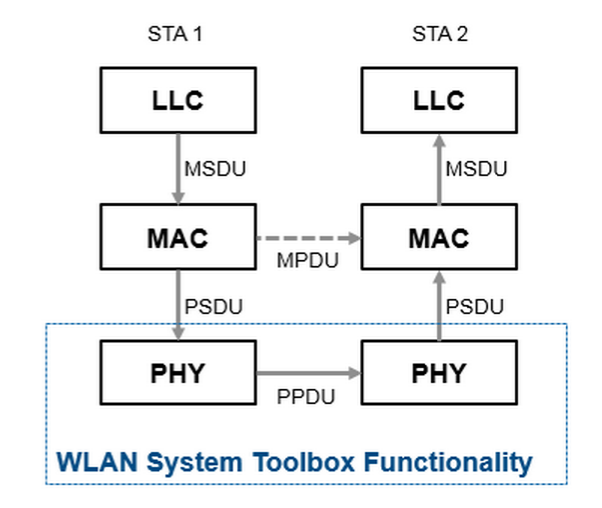 STA 1 STA 2
LLC LLC
MSDU MSDU
MAC MAC
MPDU
PSDU PSDU
PHY PHY
PPDU
WLAN System Toolbox Functionality